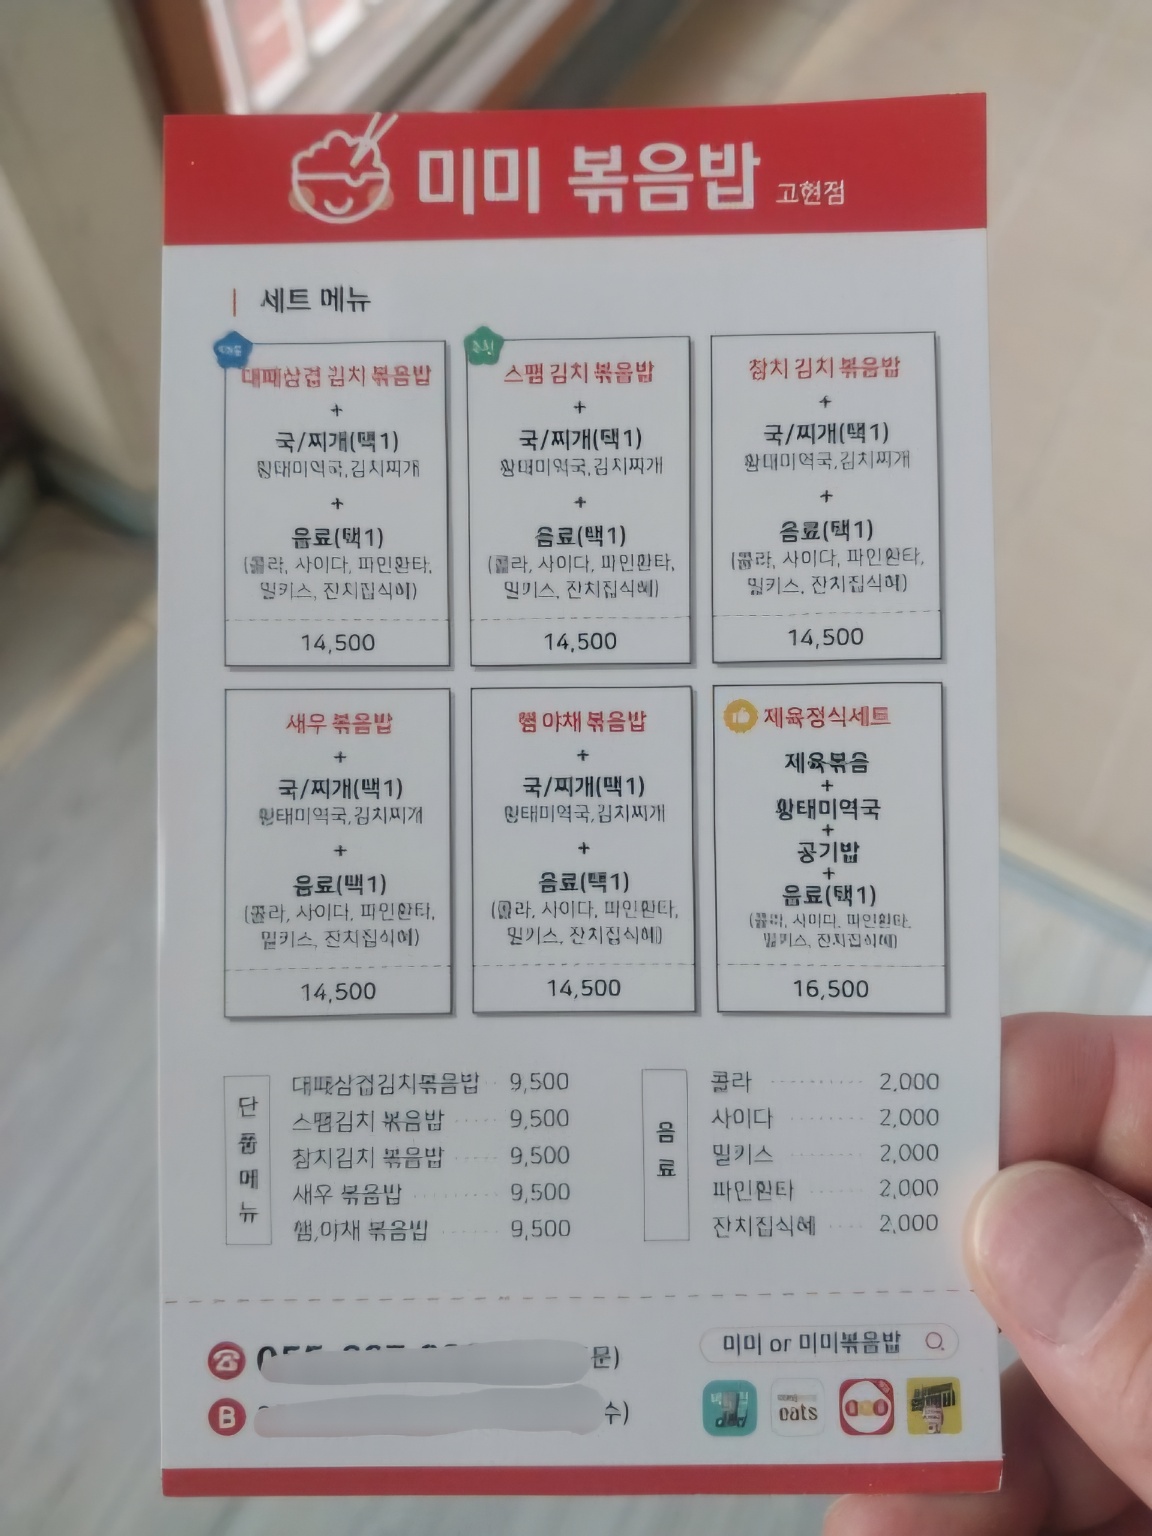 미미 볶음밥 고현점
세트 메뉴
추천
대패삼겹 김치 볶음밥
+
국/찌개(택1)
황태미역국,김치찌개
+
음료(택1)
(콜라, 사이다, 파인환타,
밀키스, 잔치집식혜)
14,500
스팸 김치 볶음밥
+
국/찌개(택1)
황태미역국,김치찌개
+
음료(택1)
(콜라, 사이다, 파인환타,
밀키스, 잔치집식혜)
14,500
참치 김치 볶음밥
+
국/찌개(택1)
황태미역국,김치찌개
+
음료(택1)
(콜라, 사이다, 파인환타,
밀키스, 잔치집식혜)
14,500
새우 볶음밥
+
국/찌개(택1)
황태미역국,김치찌개
+
음료(택1)
(콜라, 사이다, 파인환타,
밀키스, 잔치집식혜)
14,500
햄 야채 볶음밥
+
국/찌개(택1)
황태미역국,김치찌개
+
음료(택1)
(콜라, 사이다, 파인환타,
밀키스, 잔치집식혜)
14,500
제육정식세트
제육볶음
+
황태미역국
+
공기밥
+
음료(택1)
(콜라, 사이다, 파인환타,
밀키스, 잔치집식혜)
16,500
단품메뉴
대패삼겹김치볶음밥 9,500
스팸김치 볶음밥 9,500
참치김치 볶음밥 9,500
새우 볶음밥 9,500
햄,야채 볶음밥 9,500
음료
콜라 2,000
사이다 2,000
밀키스 2,000
파인환타 2,000
잔치집식혜 2,000
문)
B
수)
미미 or 미미볶음밥
eats